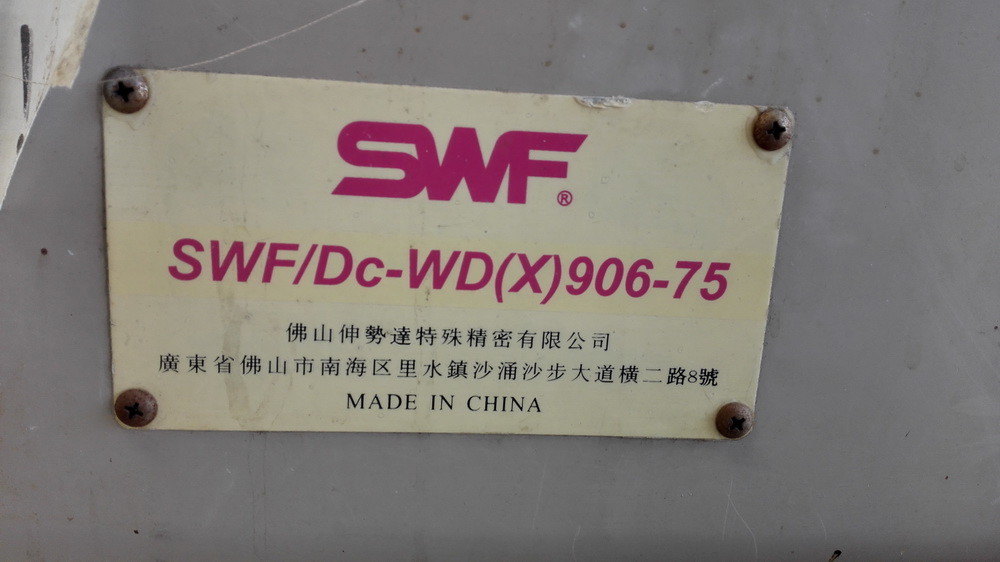 SWF®
SWF/Dc-WD(X)906-75
佛山伸勢達特殊精密有限公司
廣東省佛山市南海区里水鎮沙涌沙步大道橫二路8號
MADE IN CHINA